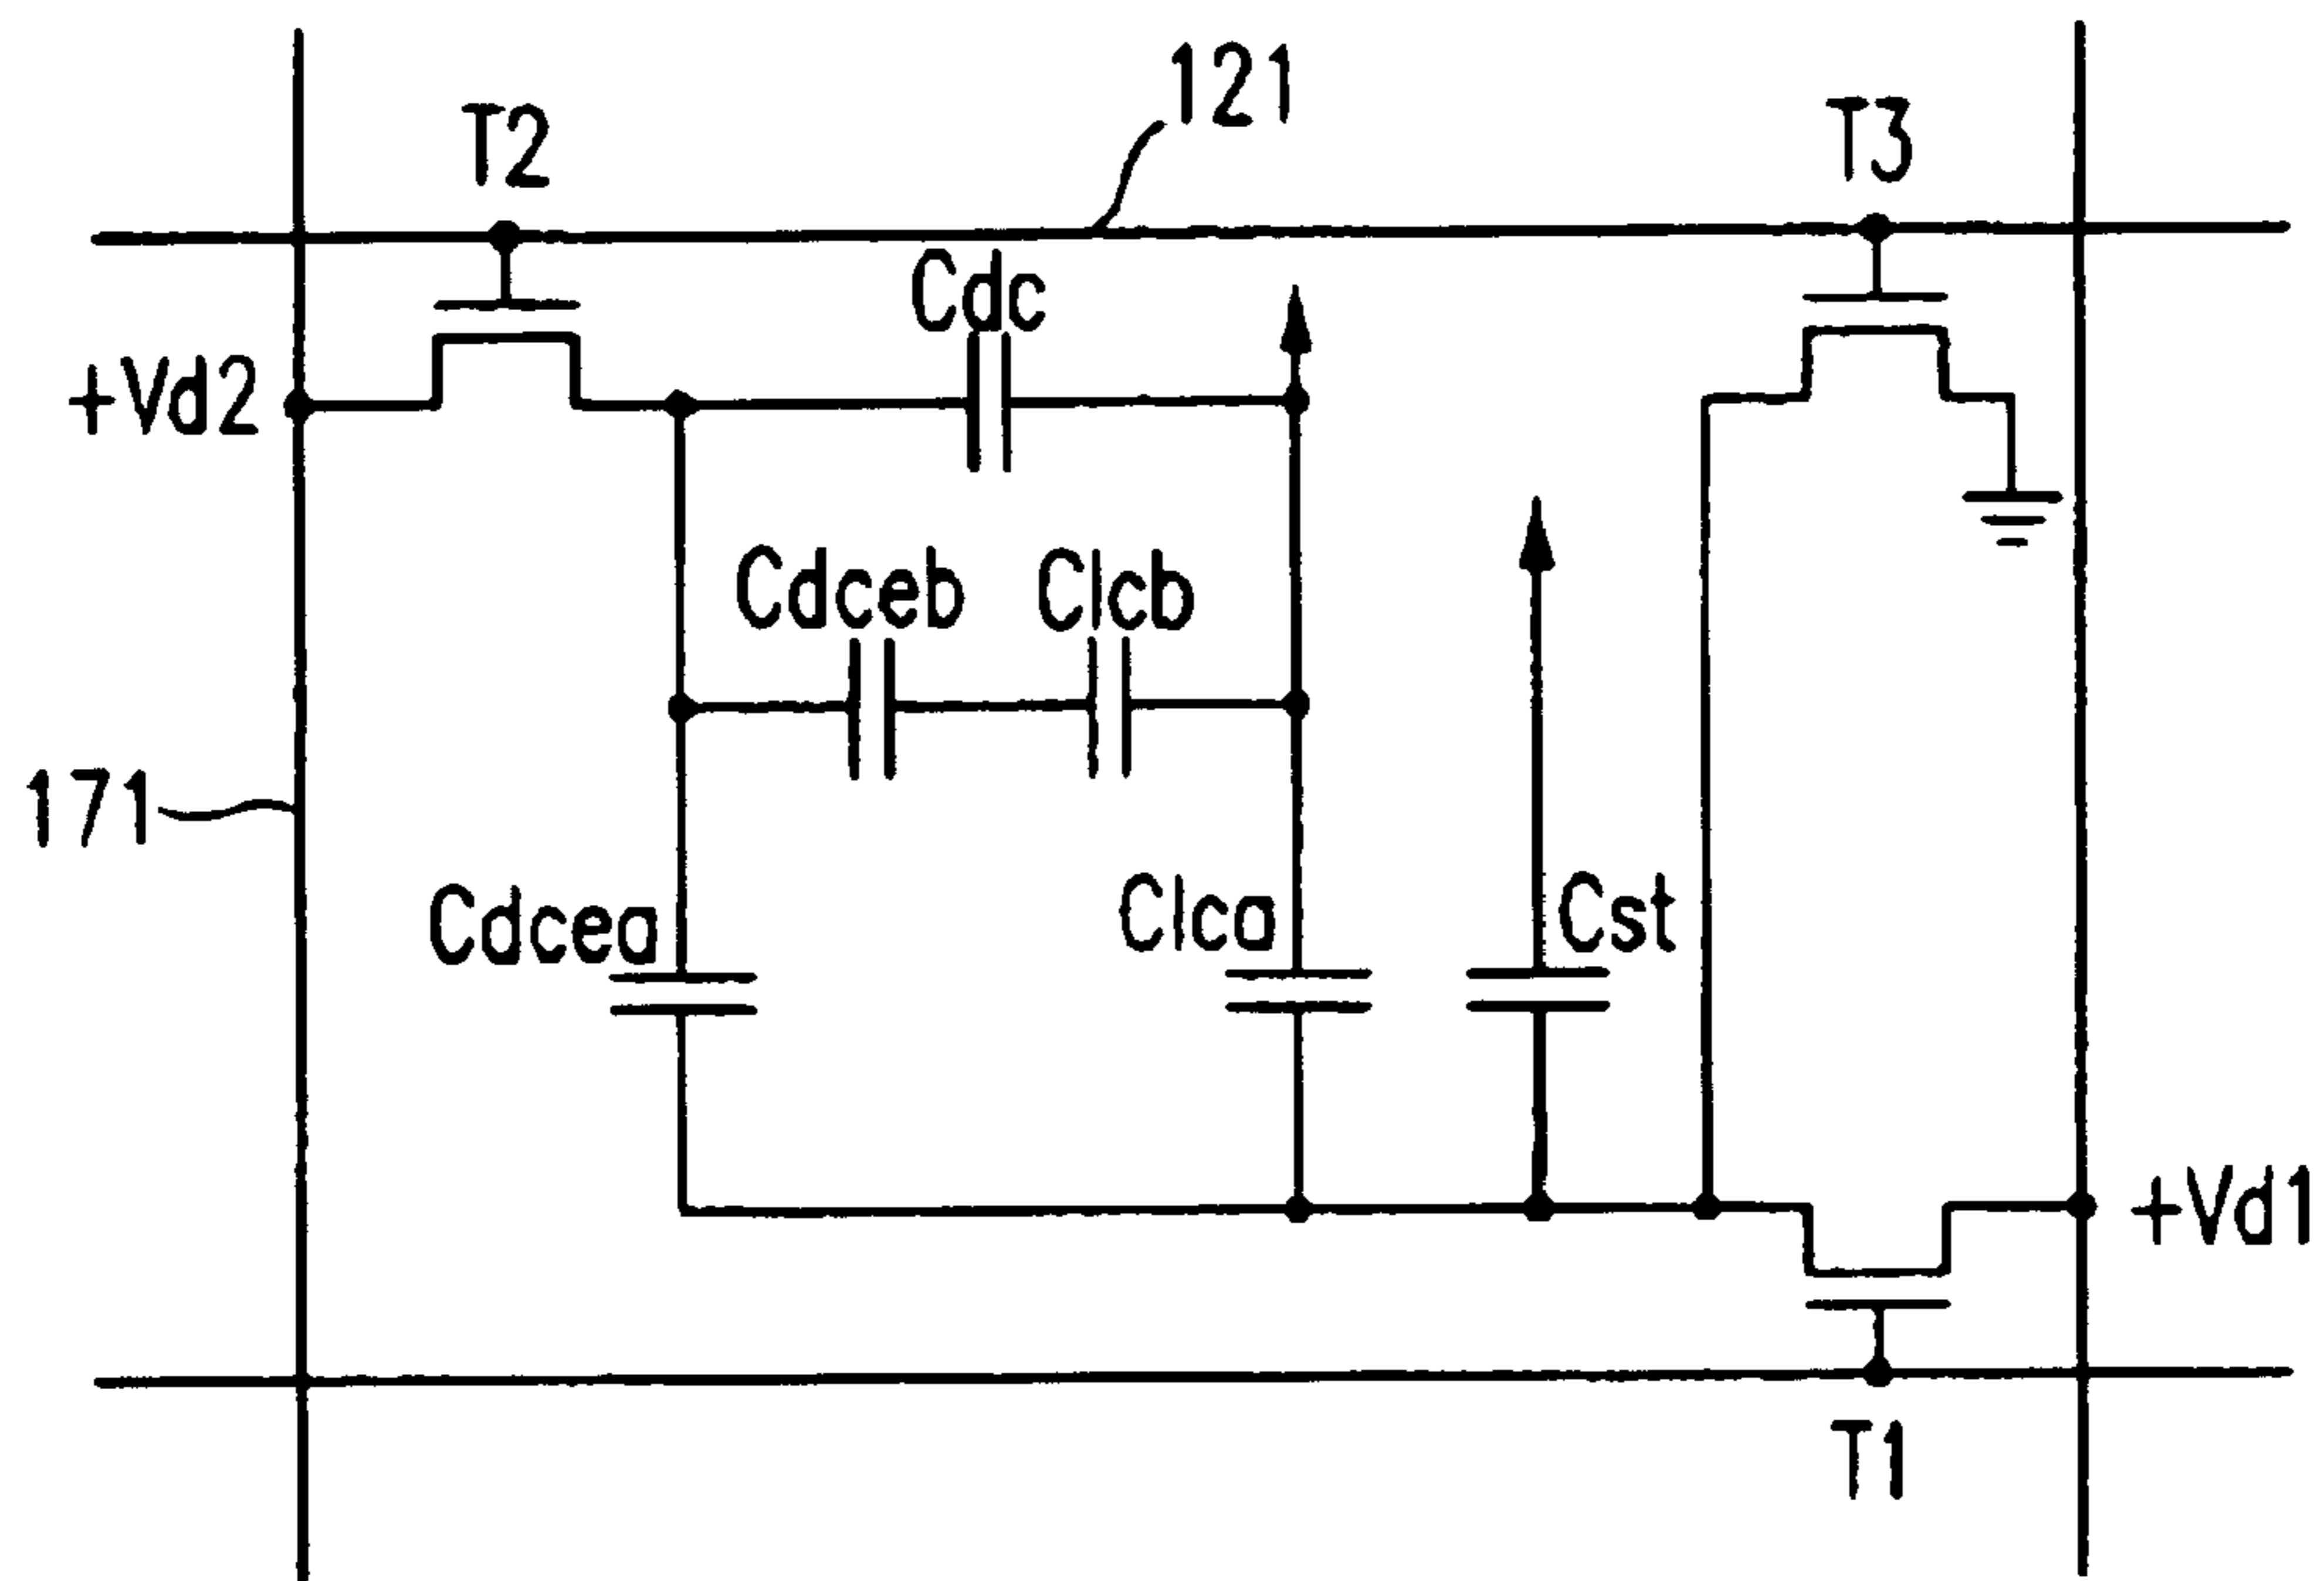 121
T2
T3
Cdc
+Vd2
Cdceb
Clcb
171
Cdcea
Clca
Cst
+Vd1
T1